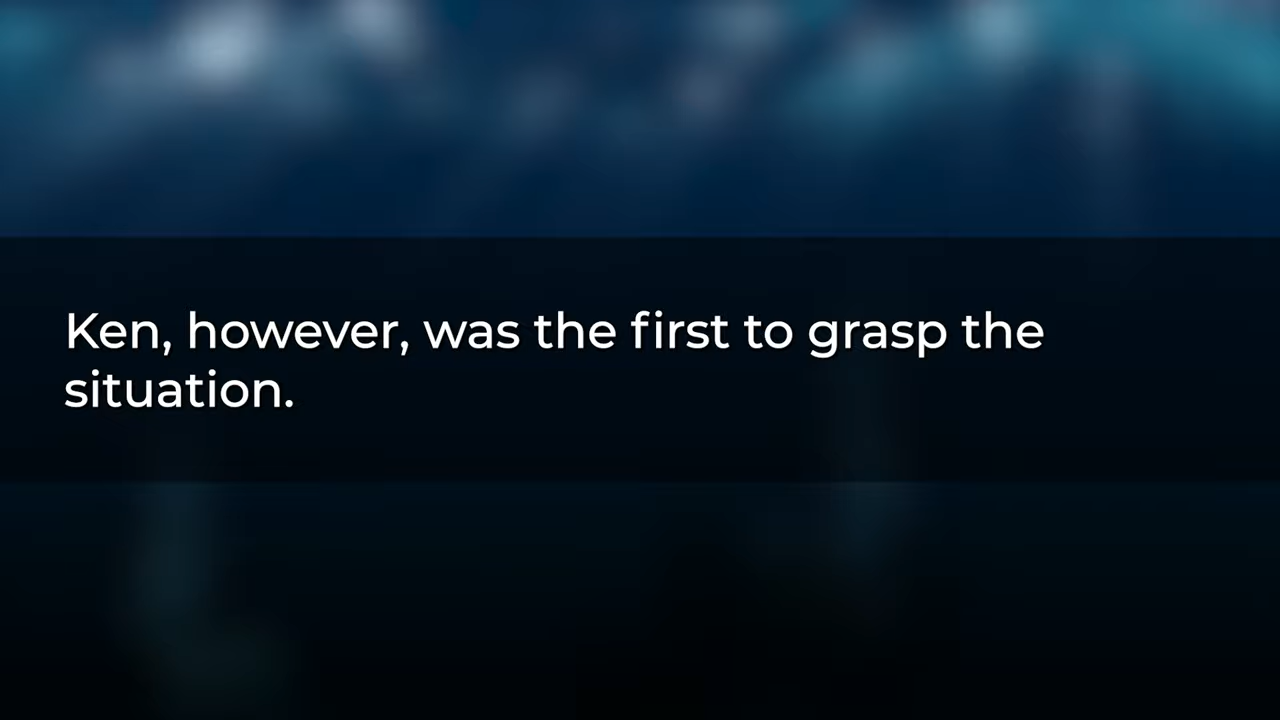 Ken, however, was the first to grasp the
situation.